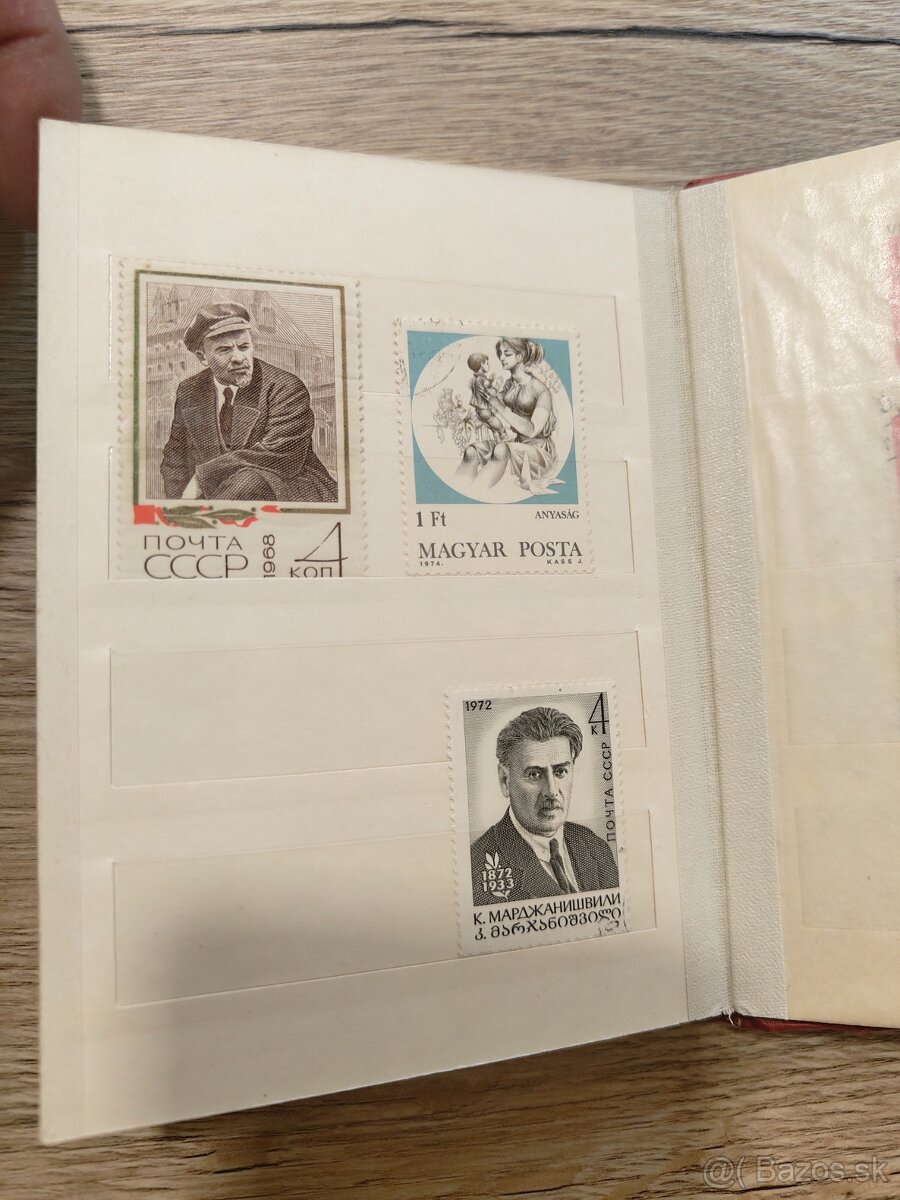 ПОЧТА
СССР
1968
4
КОП
1 Ft
ANYASÁG
MAGYAR POSTA
1974.
KASS J.
1972
4
К
ПОЧТА СССР
1872
1933
К. МАРДЖАНИШВИЛИ
კ. მარჯანიშვილი
@( Bazos.sk